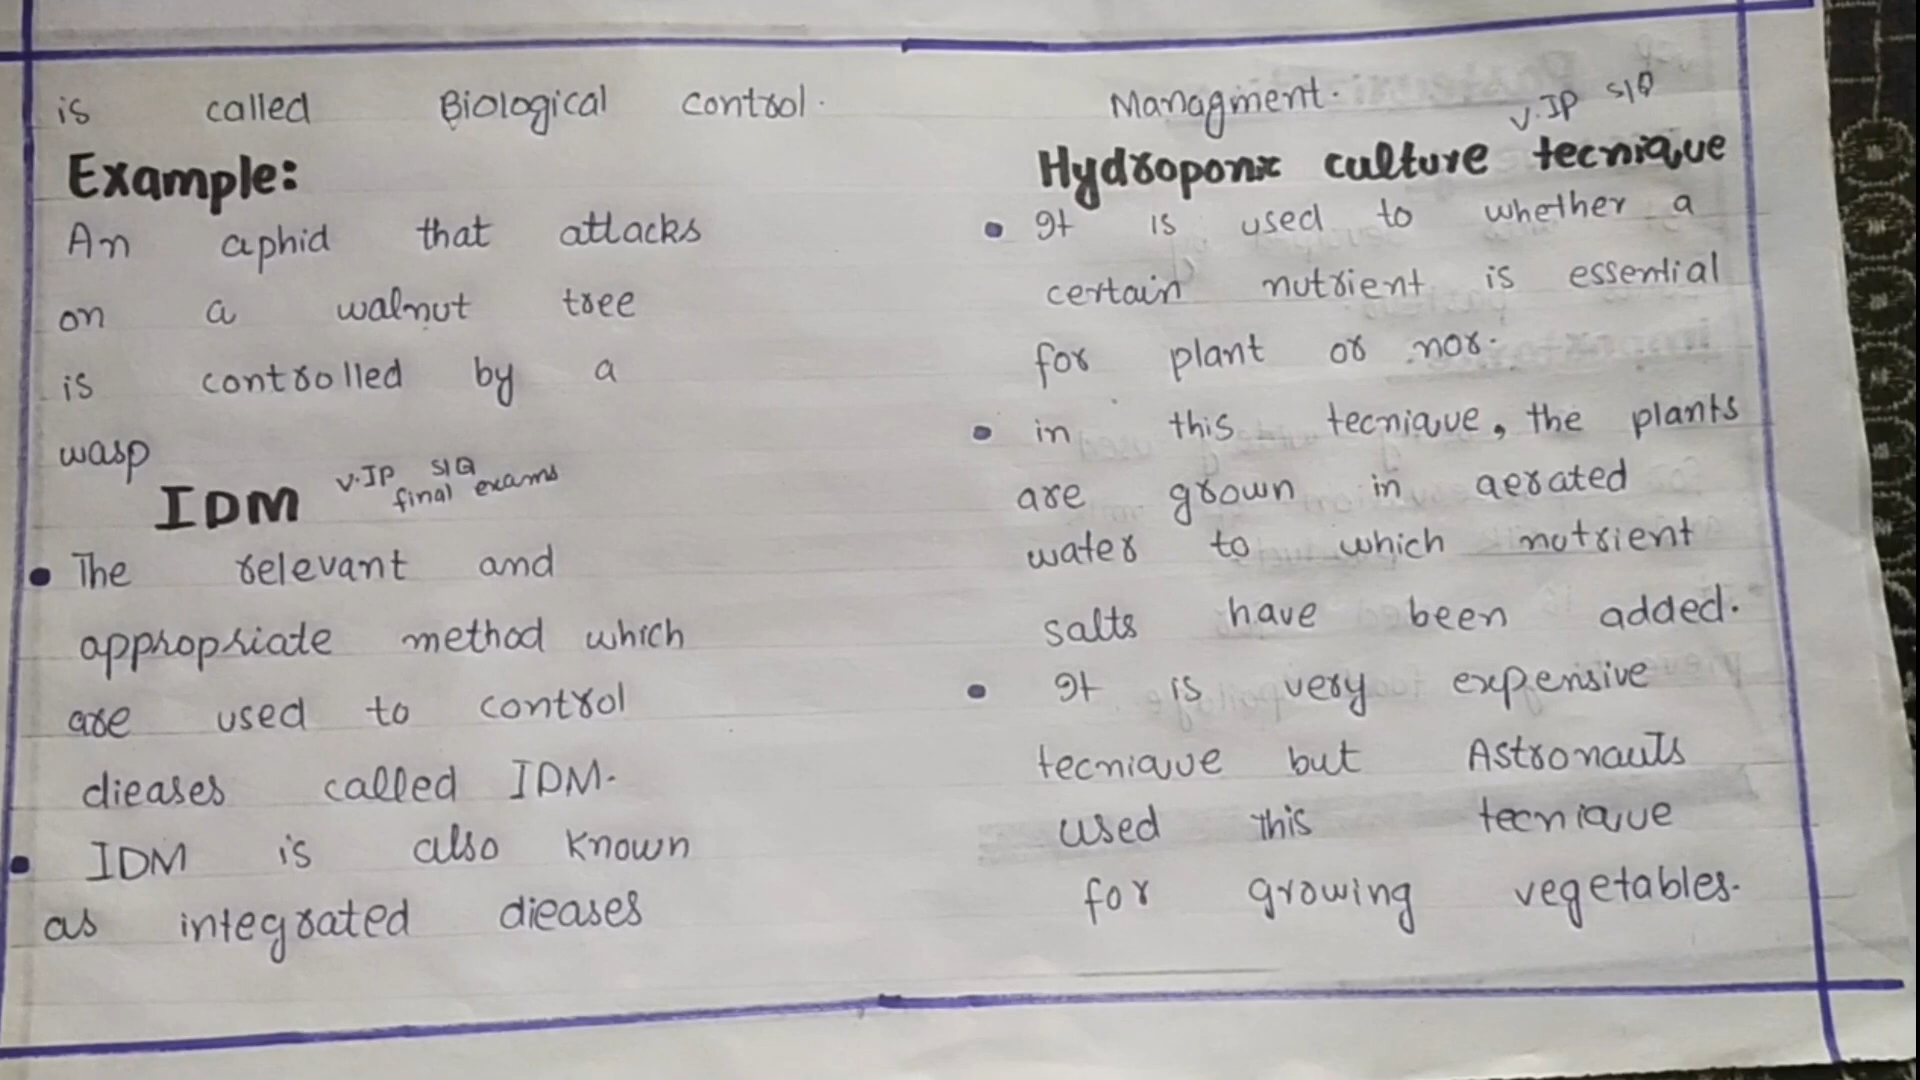 is called Biological control.
Example:
An aphid that attacks
on a walnut tree
is controlled by a
wasp
IDM v.IP S/Q
final exams
• The relevant and
appropriate method which
are used to control
dieases called IDM.
• IDM is also known
as integrated dieases
Managment.
v.IP S/Q
Hydroponx culture tecnique
• It is used to whether a
certain nutrient is essential
for plant or nor.
• in this tecnique, the plants
are grown in aerated
water to which nutrient
salts have been added.
• It is very expensive
tecnique but Astronauts
used this tecnique
for growing vegetables.